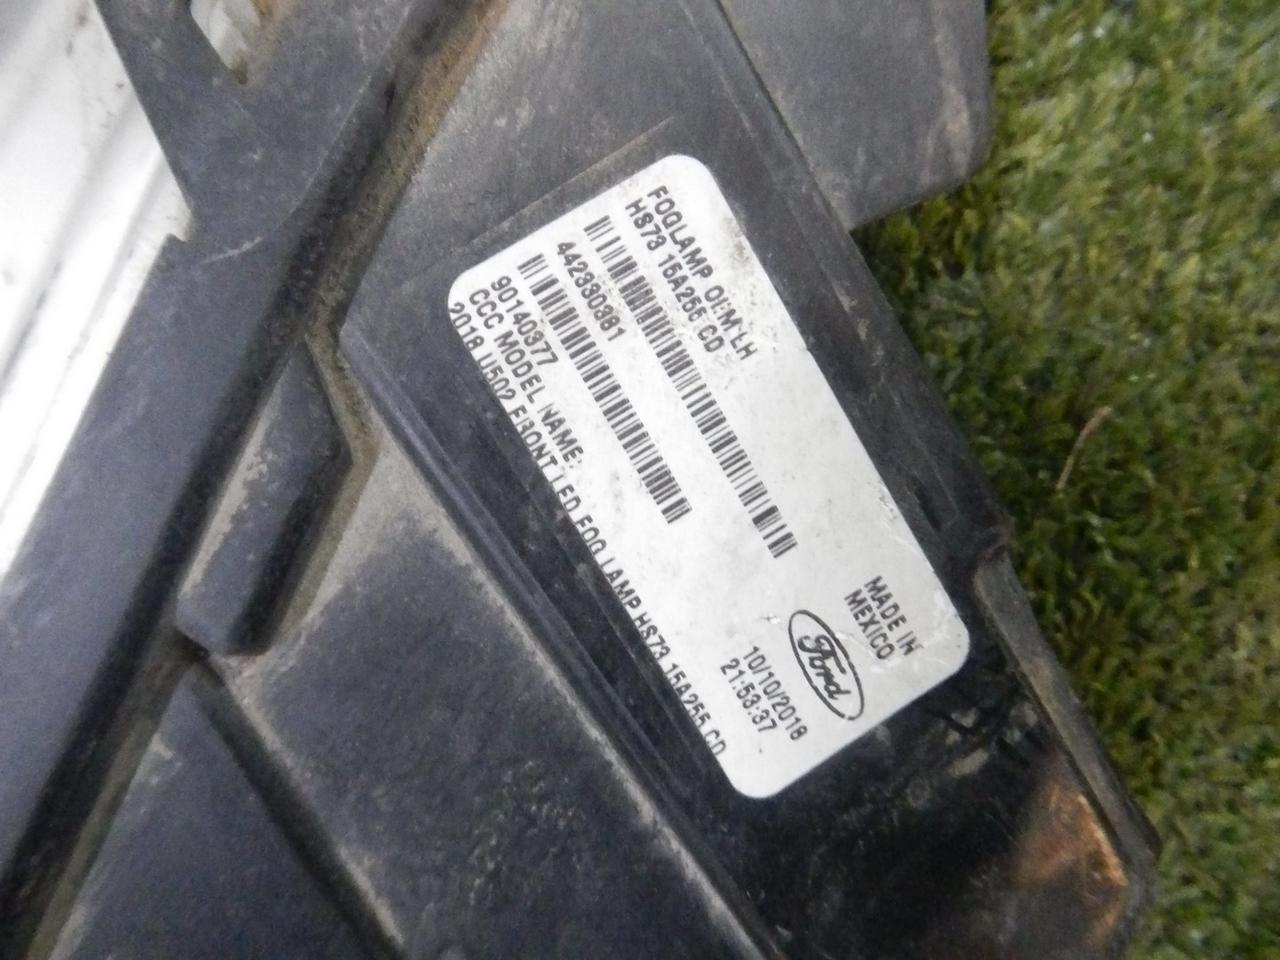 FOGLAMP OEM LH
HS73 15A255 CD
442330381
90140377
CCC MODEL NAME:
2018 U502 FRONT LED FOG LAMP HS73 15A255 CD
MADE IN
MEXICO
Ford
10/10/2018
21:53:37